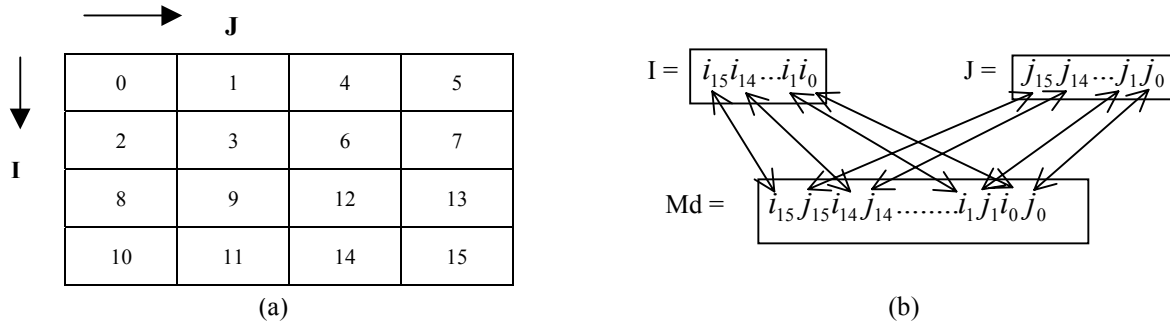 J
I
0 1 4 5
2 3 6 7
8 9 12 13
10 11 14 15
(a)
I = i₁₅i₁₄...i₁i₀
J = j₁₅j₁₄...j₁j₀
Md = i₁₅j₁₅i₁₄j₁₄........i₁j₁i₀j₀
(b)